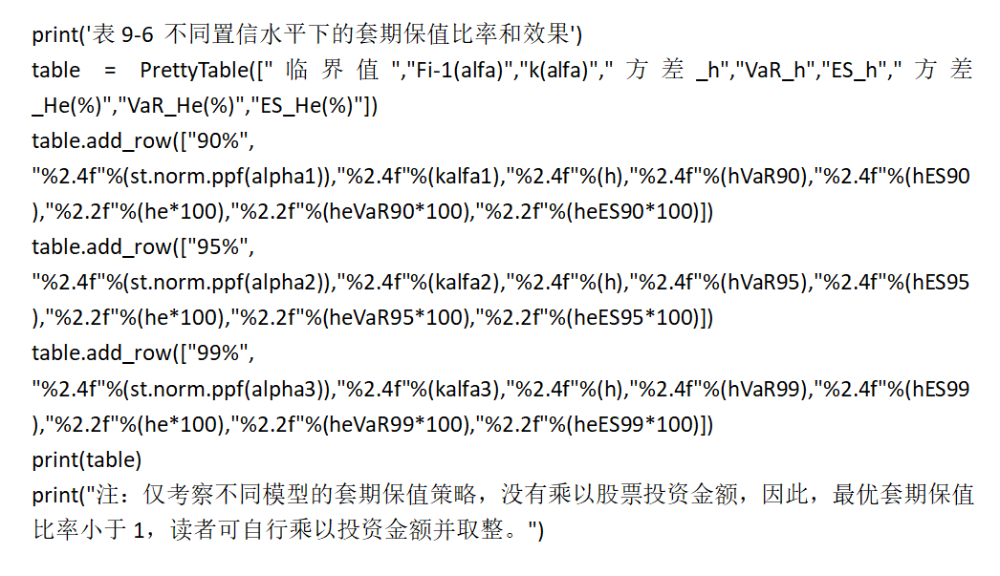 print('表 9-6 不同置信水平下的套期保值比率和效果')
table = PrettyTable(["临界值","Fi-1(alfa)","k(alfa)","方差_h","VaR_h","ES_h","方差
_He(%)","VaR_He(%)","ES_He(%)"])
table.add_row(["90%",
"%2.4f"%(st.norm.ppf(alpha1)),"%2.4f"%(kalfa1),"%2.4f"%(h),"%2.4f"%(hVaR90),"%2.4f"%(hES90
),"%2.2f"%(he*100),"%2.2f"%(heVaR90*100),"%2.2f"%(heES90*100)])
table.add_row(["95%",
"%2.4f"%(st.norm.ppf(alpha2)),"%2.4f"%(kalfa2),"%2.4f"%(h),"%2.4f"%(hVaR95),"%2.4f"%(hES95
),"%2.2f"%(he*100),"%2.2f"%(heVaR95*100),"%2.2f"%(heES95*100)])
table.add_row(["99%",
"%2.4f"%(st.norm.ppf(alpha3)),"%2.4f"%(kalfa3),"%2.4f"%(h),"%2.4f"%(hVaR99),"%2.4f"%(hES99
),"%2.2f"%(he*100),"%2.2f"%(heVaR99*100),"%2.2f"%(heES99*100)])
print(table)
print("注：仅考察不同模型的套期保值策略，没有乘以股票投资金额，因此，最优套期保值
比率小于 1，读者可自行乘以投资金额并取整。")